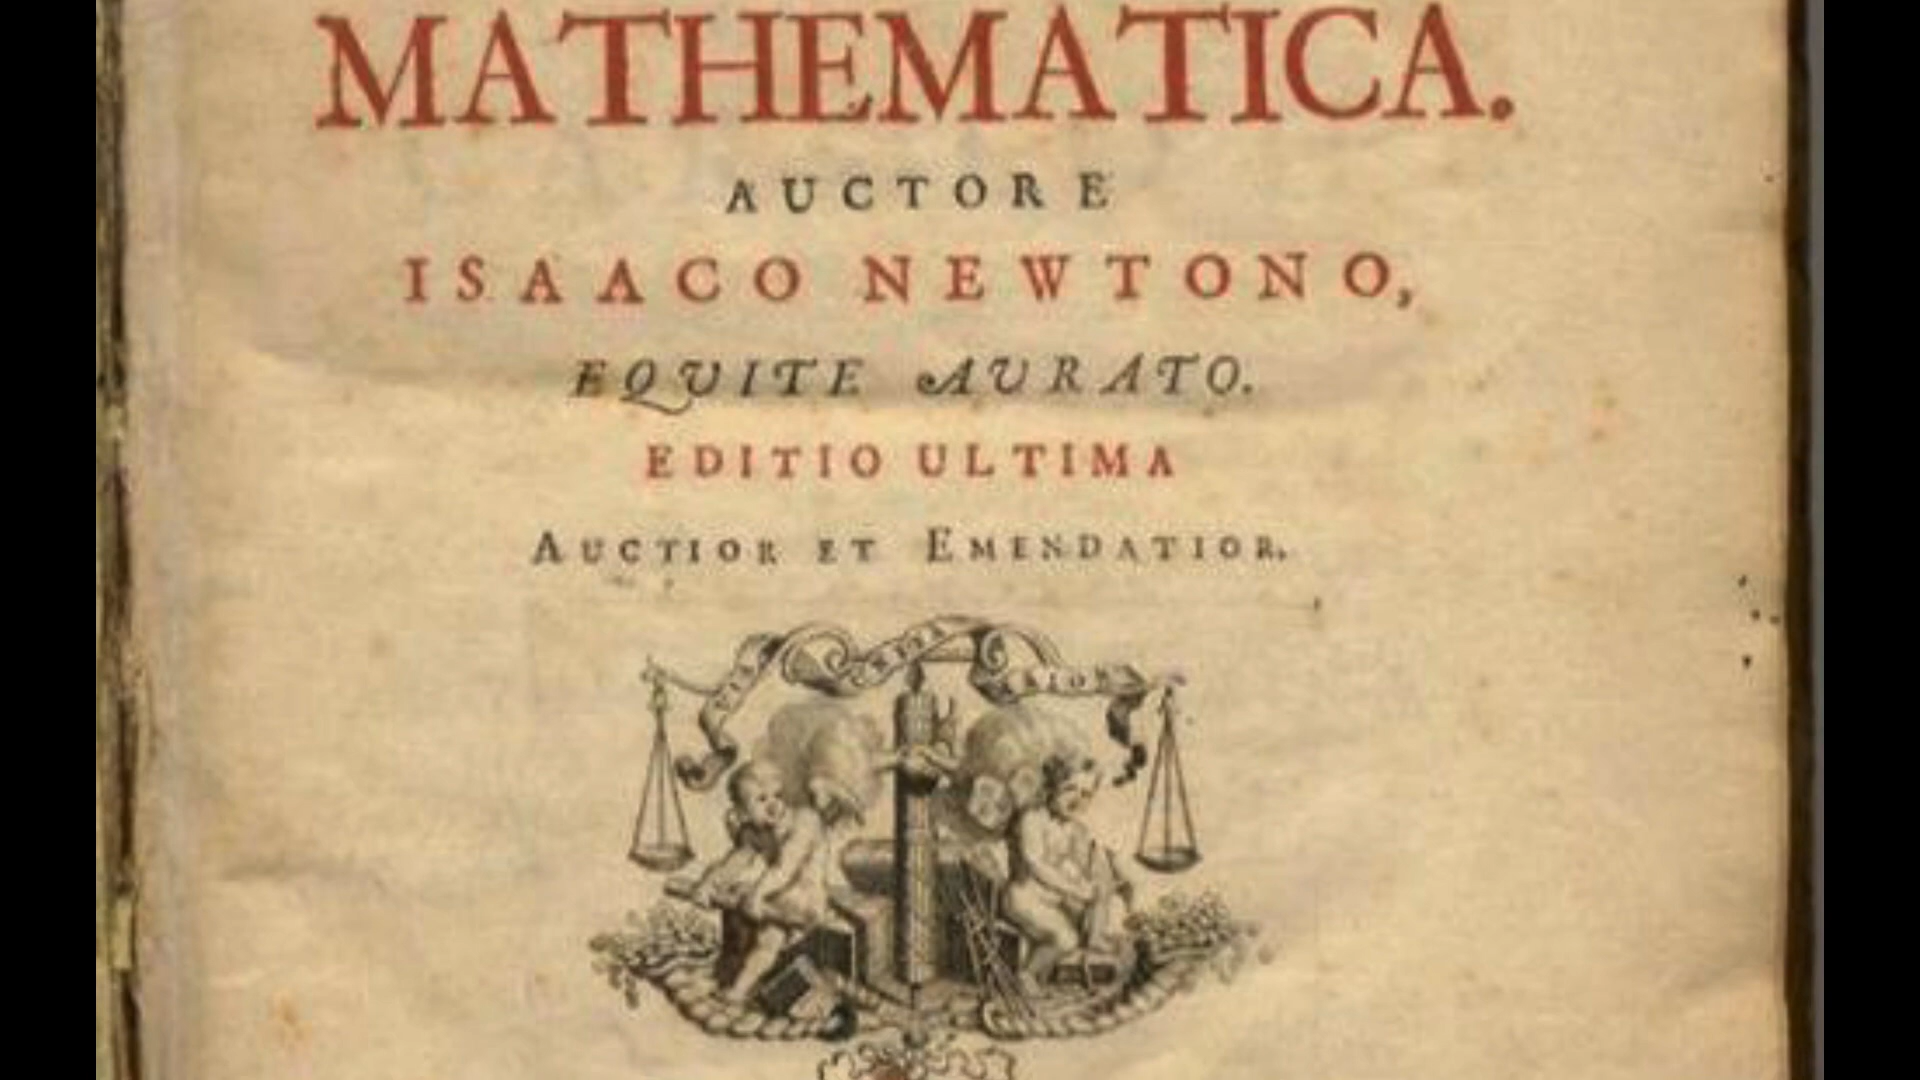 MATHEMATICA.
AUCTORE
ISAACO NEWTONO,
EQUITE AURATO.
EDITIO ULTIMA
AUCTIOR ET EMENDATIOR.